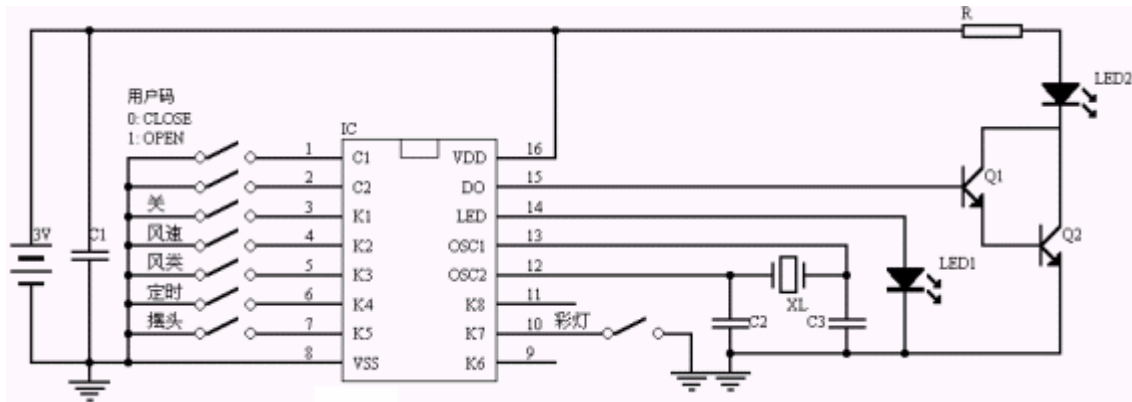 R
LED2
用户码
0: CLOSE
1: OPEN
IC
1 C1 VDD 16
2 C2 DO 15
Q1
关 3 K1 LED 14
风速 4 K2 OSC1 13
3V C1
Q2
风类 5 K3 OSC2 12
LED1
定时 6 K4 K8 11
XL
摇头 7 K5 K7 10 彩灯
C2 C3
8 VSS K6 9